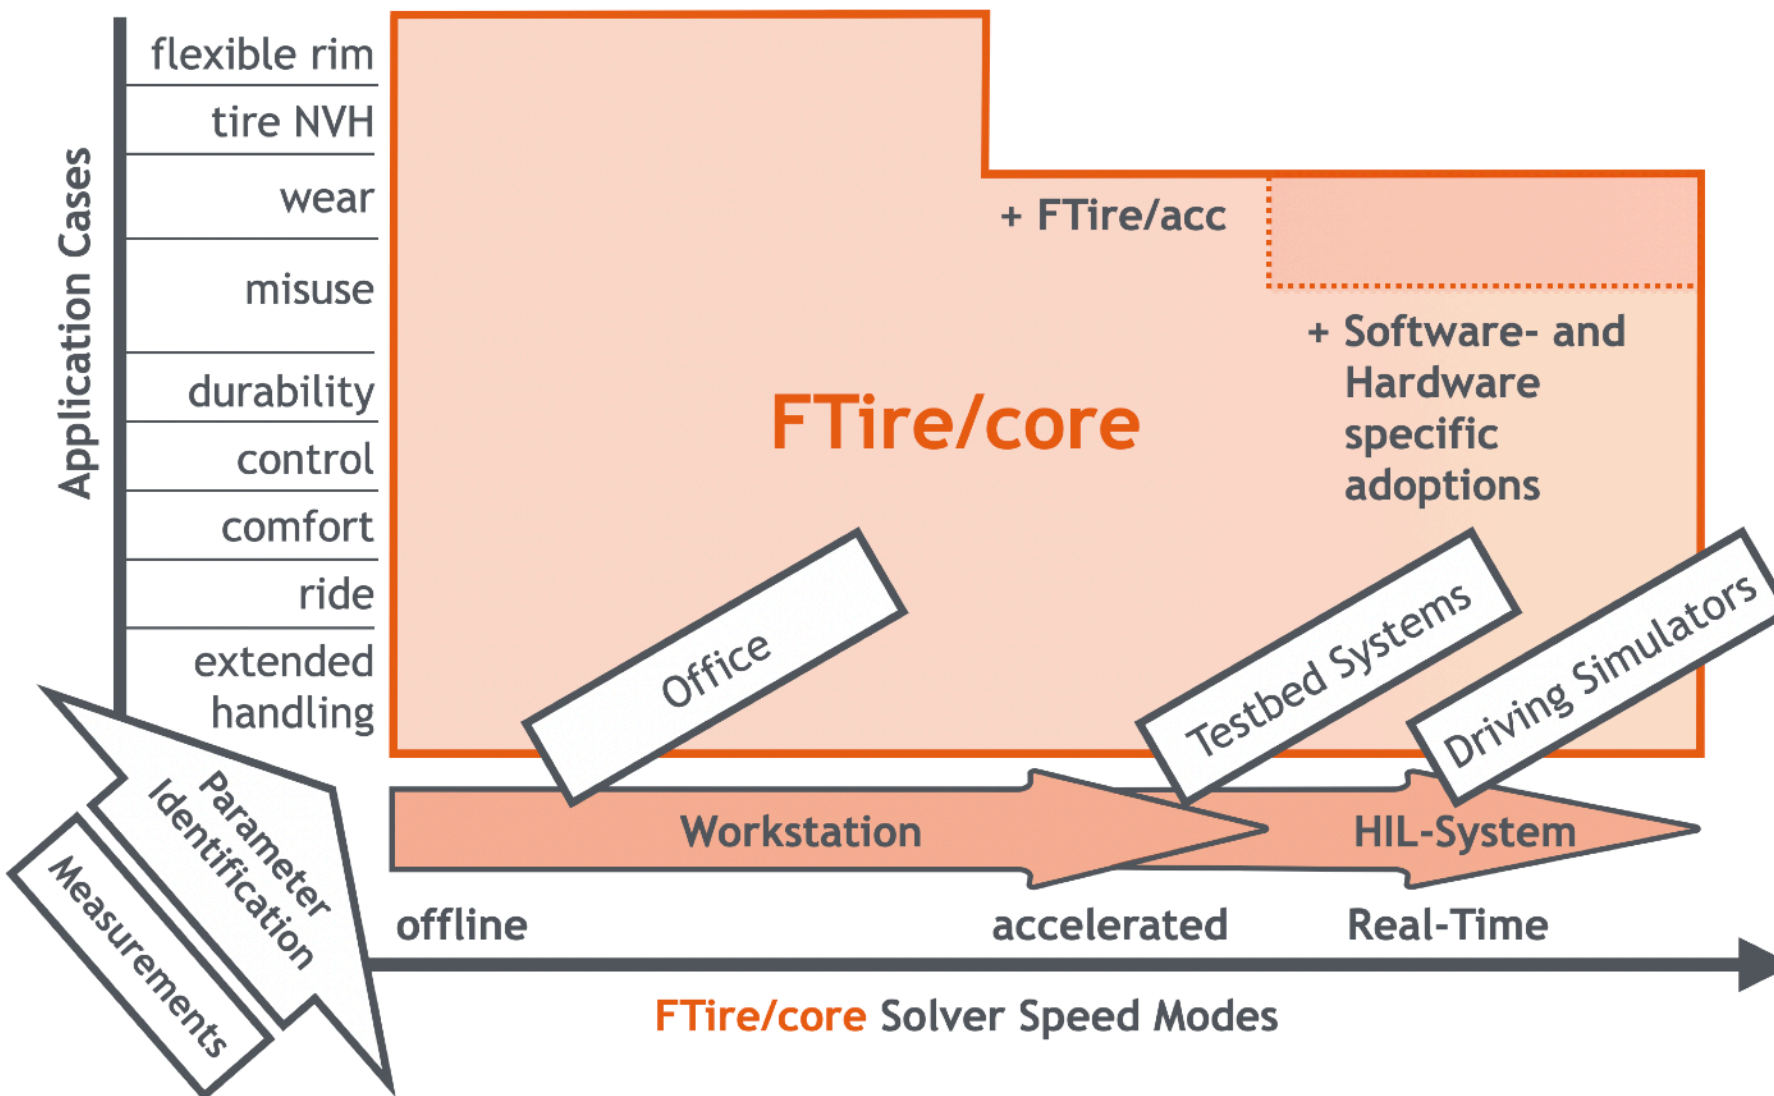 Application Cases
flexible rim
tire NVH
wear
misuse
durability
control
comfort
ride
extended
handling
+ FTire/acc
+ Software- and
Hardware
specific
adoptions
FTire/core
Office
Testbed Systems
Driving Simulators
Parameter
Identification
Measurements
Workstation
HIL-System
offline
accelerated
Real-Time
FTire/core Solver Speed Modes